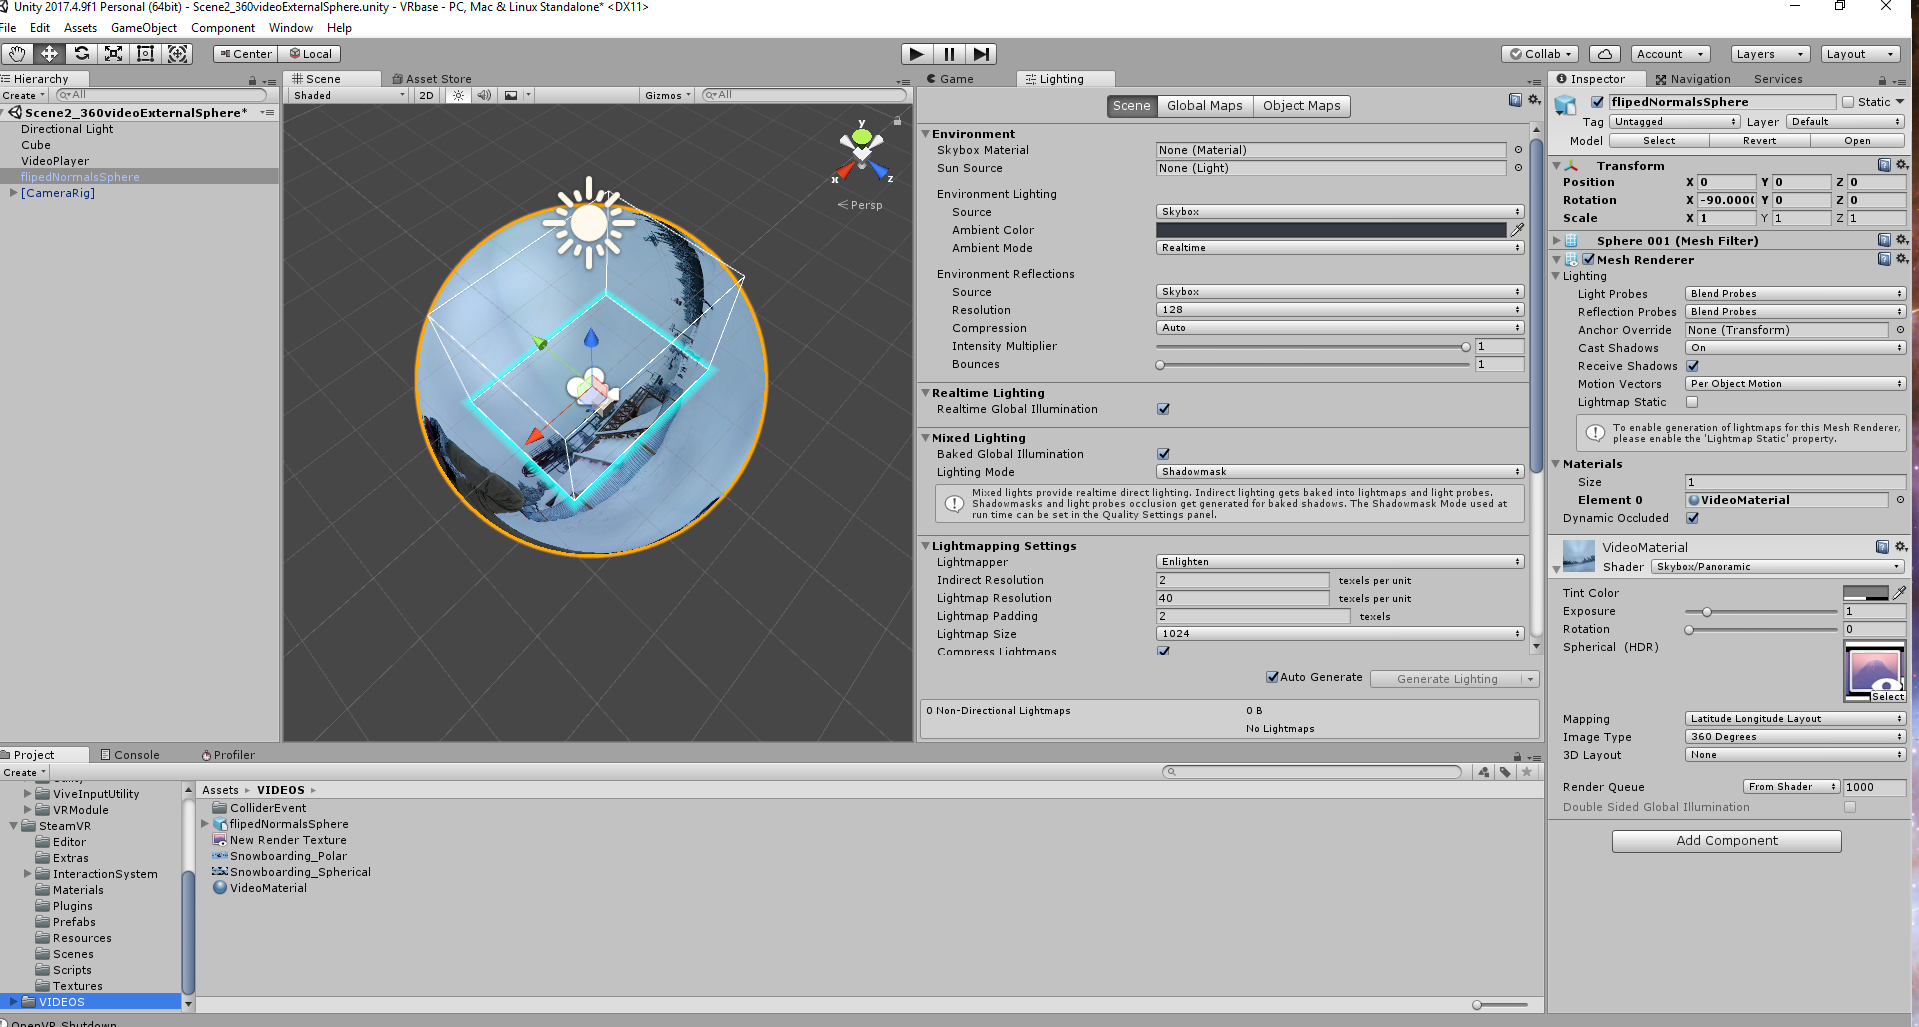 Unity 2017.4.9f1 Personal (64bit) - Scene2_360videoExternalSphere.unity - VRbase - PC, Mac & Linux Standalone* <DX11>
File Edit Assets GameObject Component Window Help
Center Local
Collab Account Layers Layout
Hierarchy
Create All
Scene2_360videoExternalSphere*
Directional Light
Cube
VideoPlayer
flipedNormalsSphere
[CameraRig]
Scene Asset Store
Shaded 2D Gizmos All
y
x z
Persp
Game Lighting
Scene Global Maps Object Maps
Environment
Skybox Material None (Material)
Sun Source None (Light)
Environment Lighting
Source Skybox
Ambient Color
Ambient Mode Realtime
Environment Reflections
Source Skybox
Resolution 128
Compression Auto
Intensity Multiplier 1
Bounces 1
Realtime Lighting
Realtime Global Illumination
Mixed Lighting
Baked Global Illumination
Lighting Mode Shadowmask
Mixed lights provide realtime direct lighting. Indirect lighting gets baked into lightmaps and light probes.
Shadowmasks and light probes occlusion get generated for baked shadows. The Shadowmask Mode used at
run time can be set in the Quality Settings panel.
Lightmapping Settings
Lightmapper Enlighten
Indirect Resolution 2 texels per unit
Lightmap Resolution 40 texels per unit
Lightmap Padding 2 texels
Lightmap Size 1024
Compress Lightmaps
Auto Generate Generate Lighting
0 Non-Directional Lightmaps 0 B
No Lightmaps
Inspector Navigation Services
flipedNormalsSphere Static
Tag Untagged Layer Default
Model Select Revert Open
Transform
Position X 0 Y 0 Z 0
Rotation X -90.000( Y 0 Z 0
Scale X 1 Y 1 Z 1
Sphere 001 (Mesh Filter)
Mesh Renderer
Lighting
Light Probes Blend Probes
Reflection Probes Blend Probes
Anchor Override None (Transform)
Cast Shadows On
Receive Shadows
Motion Vectors Per Object Motion
Lightmap Static
To enable generation of lightmaps for this Mesh Renderer,
please enable the 'Lightmap Static' property.
Materials
Size 1
Element 0 VideoMaterial
Dynamic Occluded
VideoMaterial
Shader Skybox/Panoramic
Tint Color
Exposure 1
Rotation 0
Spherical (HDR)
Select
Mapping Latitude Longitude Layout
Image Type 360 Degrees
3D Layout None
Render Queue From Shader 1000
Double Sided Global Illumination
Add Component
Project Console Profiler
Create
Utility
ViveInputUtility
VRModule
SteamVR
Editor
Extras
InteractionSystem
Materials
Plugins
Prefabs
Resources
Scenes
Scripts
Textures
VIDEOS
Assets VIDEOS
ColliderEvent
flipedNormalsSphere
New Render Texture
Snowboarding_Polar
Snowboarding_Spherical
VideoMaterial
OpenVR Shutdown